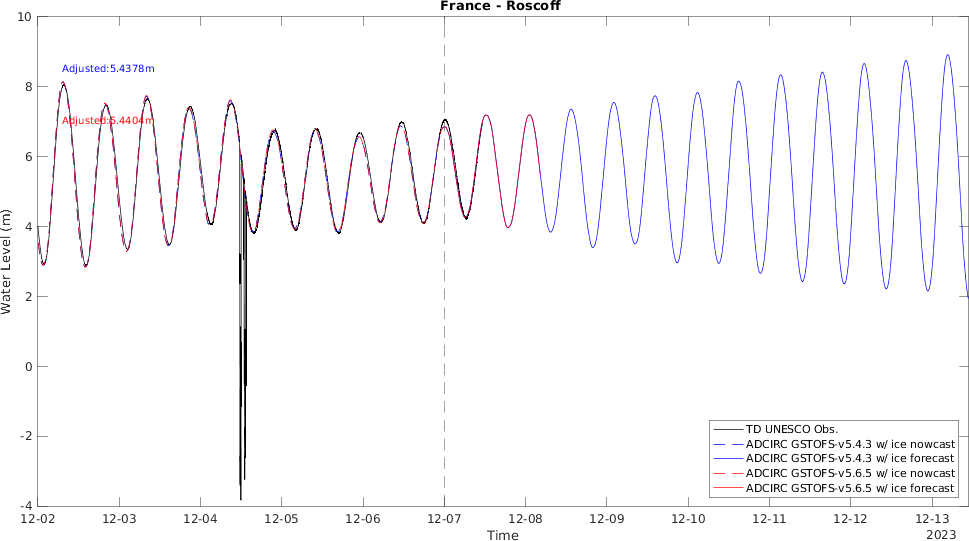 France - Roscoff
10
8
6
4
2
0
-2
-4
Water Level (m)
Adjusted:5.4378m
Adjusted:5.4404m
TD UNESCO Obs.
ADCIRC GSTOFS-v5.4.3 w/ ice nowcast
ADCIRC GSTOFS-v5.4.3 w/ ice forecast
ADCIRC GSTOFS-v5.6.5 w/ ice nowcast
ADCIRC GSTOFS-v5.6.5 w/ ice forecast
12-02 12-03 12-04 12-05 12-06 12-07 12-08 12-09 12-10 12-11 12-12 12-13
Time
2023